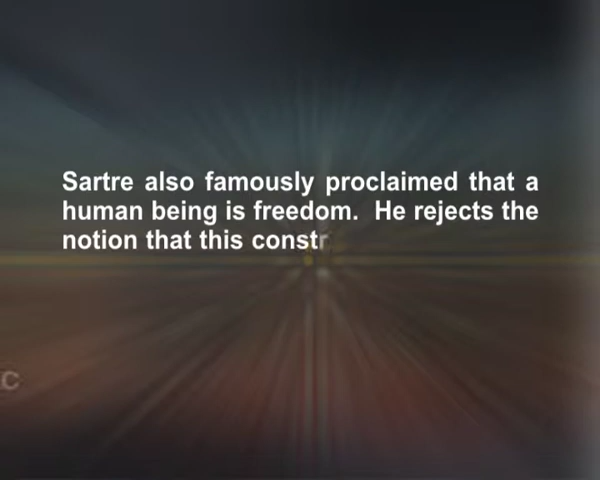 Sartre also famously proclaimed that a
human being is freedom. He rejects the
notion that this constr
C